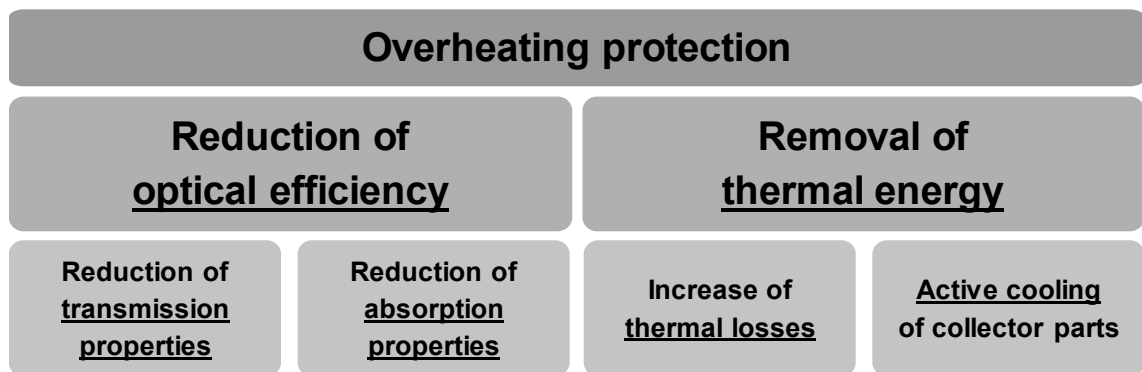 Overheating protection
Reduction of
optical efficiency
Removal of
thermal energy
Reduction of
transmission
properties
Reduction of
absorption
properties
Increase of
thermal losses
Active cooling
of collector parts